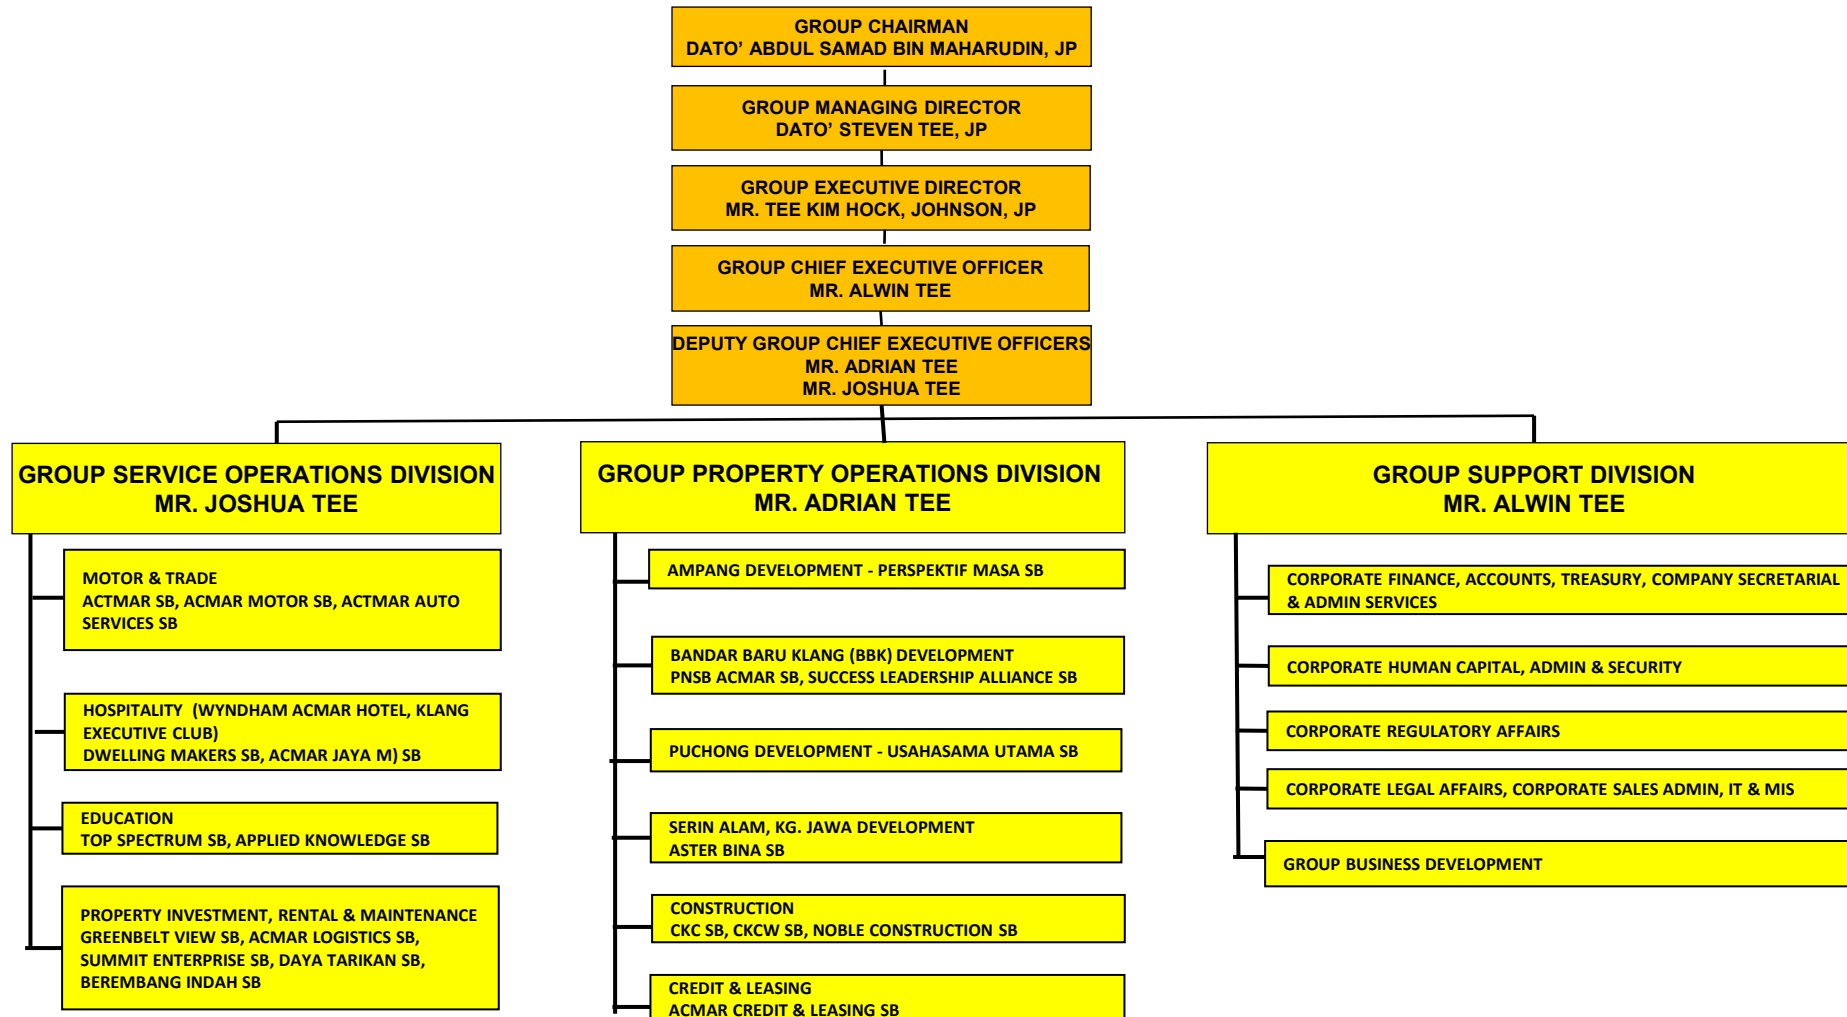 GROUP CHAIRMAN
DATO’ ABDUL SAMAD BIN MAHARUDIN, JP
GROUP MANAGING DIRECTOR
DATO’ STEVEN TEE, JP
GROUP EXECUTIVE DIRECTOR
MR. TEE KIM HOCK, JOHNSON, JP
GROUP CHIEF EXECUTIVE OFFICER
MR. ALWIN TEE
DEPUTY GROUP CHIEF EXECUTIVE OFFICERS
MR. ADRIAN TEE
MR. JOSHUA TEE
GROUP SERVICE OPERATIONS DIVISION
MR. JOSHUA TEE
MOTOR & TRADE
ACTMAR SB, ACMAR MOTOR SB, ACTMAR AUTO
SERVICES SB
HOSPITALITY (WYNDHAM ACMAR HOTEL, KLANG
EXECUTIVE CLUB)
DWELLING MAKERS SB, ACMAR JAYA M) SB
EDUCATION
TOP SPECTRUM SB, APPLIED KNOWLEDGE SB
PROPERTY INVESTMENT, RENTAL & MAINTENANCE
GREENBELT VIEW SB, ACMAR LOGISTICS SB,
SUMMIT ENTERPRISE SB, DAYA TARIKAN SB,
BEREMBANG INDAH SB
GROUP PROPERTY OPERATIONS DIVISION
MR. ADRIAN TEE
AMPANG DEVELOPMENT - PERSPEKTIF MASA SB
BANDAR BARU KLANG (BBK) DEVELOPMENT
PNSB ACMAR SB, SUCCESS LEADERSHIP ALLIANCE SB
PUCHONG DEVELOPMENT - USAHASAMA UTAMA SB
SERIN ALAM, KG. JAWA DEVELOPMENT
ASTER BINA SB
CONSTRUCTION
CKC SB, CKCW SB, NOBLE CONSTRUCTION SB
CREDIT & LEASING
ACMAR CREDIT & LEASING SB
GROUP SUPPORT DIVISION
MR. ALWIN TEE
CORPORATE FINANCE, ACCOUNTS, TREASURY, COMPANY SECRETARIAL
& ADMIN SERVICES
CORPORATE HUMAN CAPITAL, ADMIN & SECURITY
CORPORATE REGULATORY AFFAIRS
CORPORATE LEGAL AFFAIRS, CORPORATE SALES ADMIN, IT & MIS
GROUP BUSINESS DEVELOPMENT